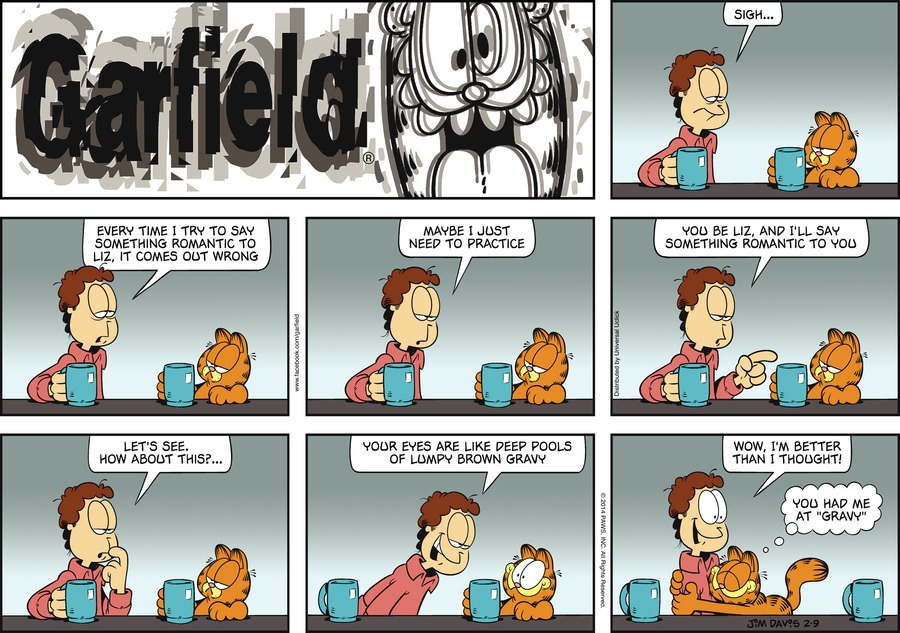 Garfield®
SIGH...
EVERY TIME I TRY TO SAY
SOMETHING ROMANTIC TO
LIZ, IT COMES OUT WRONG
www.facebook.com/garfield
MAYBE I JUST
NEED TO PRACTICE
Distributed by Universal Uclick
YOU BE LIZ, AND I'LL SAY
SOMETHING ROMANTIC TO YOU
LET'S SEE.
HOW ABOUT THIS?...
YOUR EYES ARE LIKE DEEP POOLS
OF LUMPY BROWN GRAVY
© 2014 PAWS, INC. All Rights Reserved.
WOW, I'M BETTER
THAN I THOUGHT!
YOU HAD ME
AT "GRAVY"
JIM DAVIS 2-9